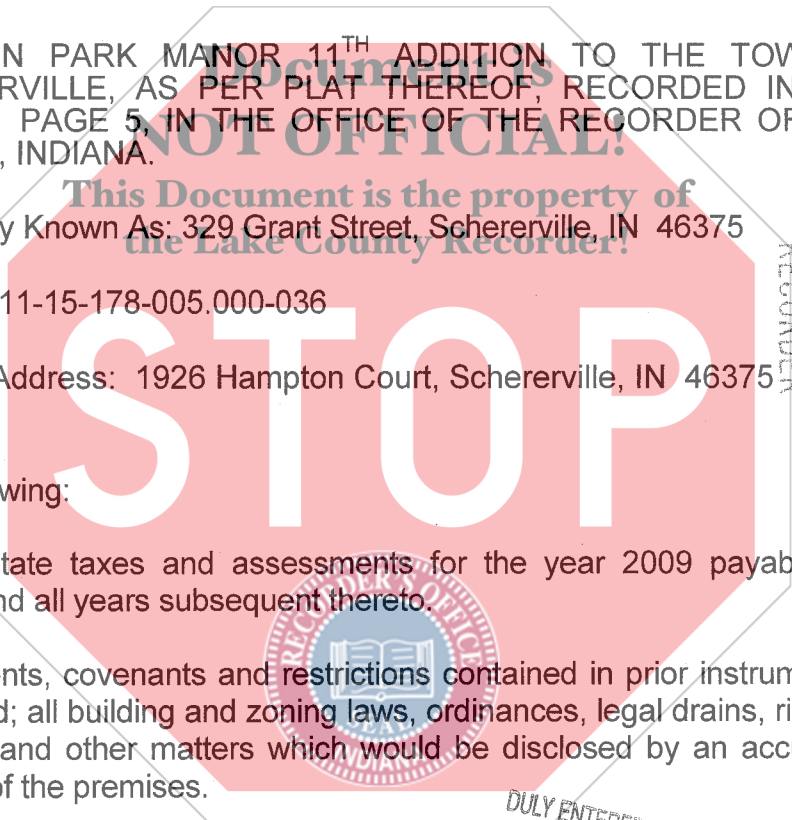 N PARK MANOR 11TH ADDITION TO THE TOW
RVILLE, AS PER PLAT THEREOF, RECORDED IN
PAGE 5, IN THE OFFICE OF THE RECORDER OF
, INDIANA.
Document is
NOT OFFICIAL!
This Document is the property of
the Lake County Recorder!
y Known As: 329 Grant Street, Schererville, IN 46375
11-15-178-005.000-036
RECORDER
Address: 1926 Hampton Court, Schererville, IN 46375
STOP
wing:
tate taxes and assessments for the year 2009 payab
nd all years subsequent thereto.
nts, covenants and restrictions contained in prior instrum
d; all building and zoning laws, ordinances, legal drains, ri
and other matters which would be disclosed by an accu
of the premises.
RECORDER'S OFFICE
SEAL
INDIANA
DULY ENTERED